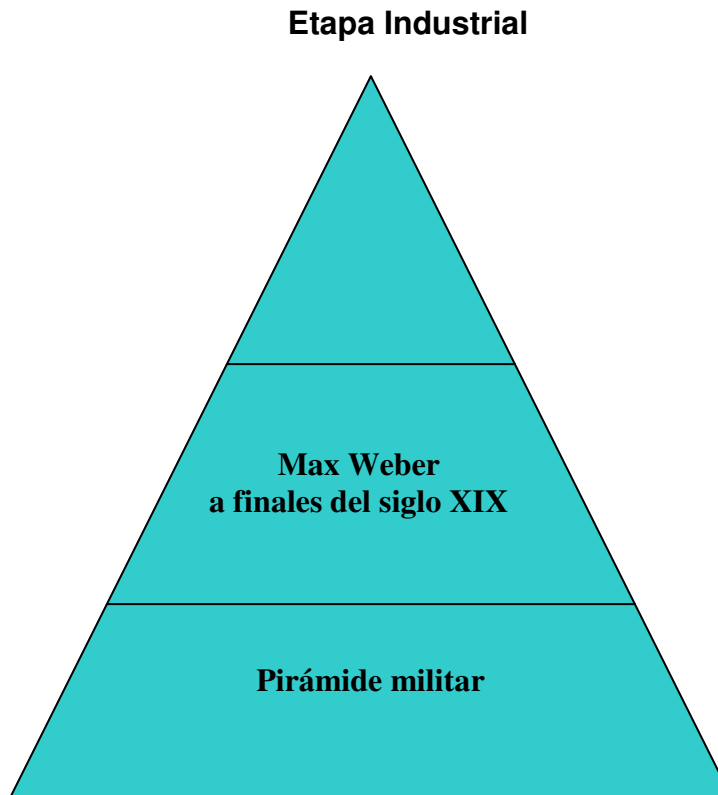 Etapa Industrial
Max Weber
a finales del siglo XIX
Pirámide militar